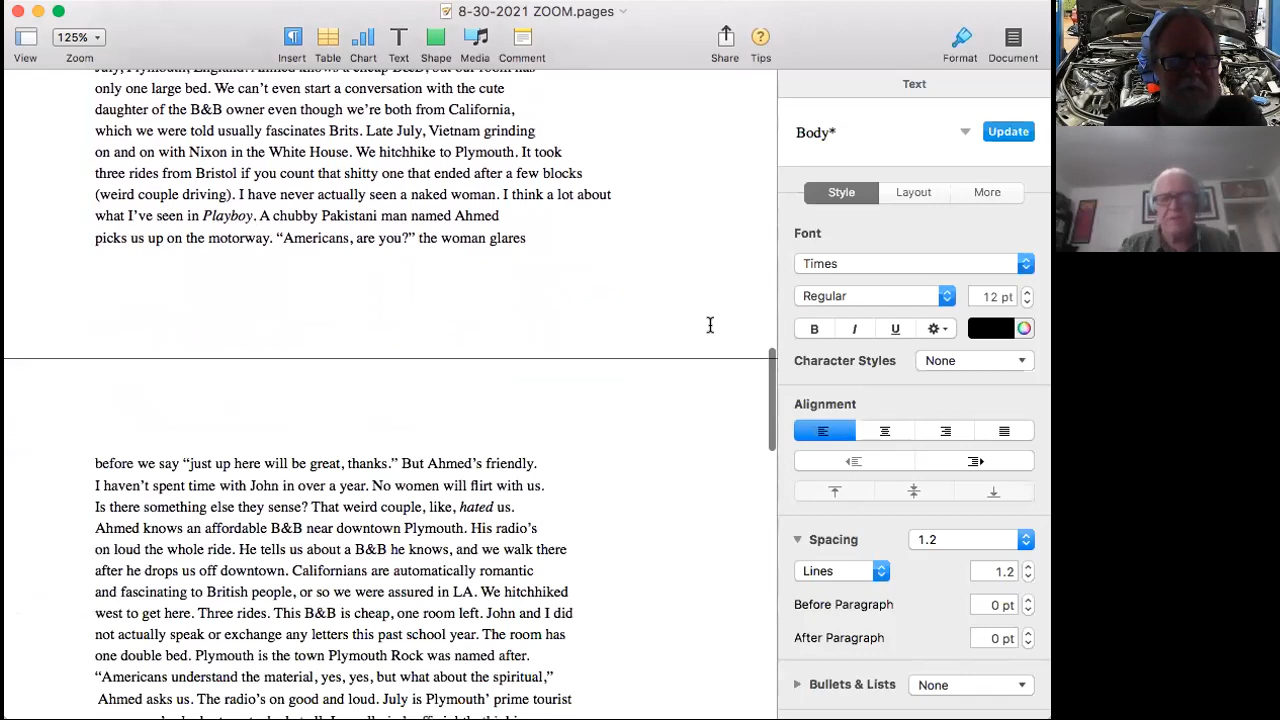 8-30-2021 ZOOM.pages
125%
View
Zoom
Insert
Table
Chart
Text
Shape
Media
Comment
Share
Tips
Format
Document
July, Plymouth, England. Ahmed knows a cheap B&B, but our room has
only one large bed. We can't even start a conversation with the cute
daughter of the B&B owner even though we're both from California,
which we were told usually fascinates Brits. Late July, Vietnam grinding
on and on with Nixon in the White House. We hitchhike to Plymouth. It took
three rides from Bristol if you count that shitty one that ended after a few blocks
(weird couple driving). I have never actually seen a naked woman. I think a lot about
what I've seen in Playboy. A chubby Pakistani man named Ahmed
picks us up on the motorway. “Americans, are you?” the woman glares
before we say “just up here will be great, thanks.” But Ahmed's friendly.
I haven't spent time with John in over a year. No women will flirt with us.
Is there something else they sense? That weird couple, like, hated us.
Ahmed knows an affordable B&B near downtown Plymouth. His radio's
on loud the whole ride. He tells us about a B&B he knows, and we walk there
after he drops us off downtown. Californians are automatically romantic
and fascinating to British people, or so we were assured in LA. We hitchhiked
west to get here. Three rides. This B&B is cheap, one room left. John and I did
not actually speak or exchange any letters this past school year. The room has
one double bed. Plymouth is the town Plymouth Rock was named after.
“Americans understand the material, yes, yes, but what about the spiritual,”
Ahmed asks us. The radio's on good and loud. July is Plymouth' prime tourist
Text
Body*
Update
Style
Layout
More
Font
Times
Regular
12 pt
B
I
U
Character Styles
None
Alignment
Spacing
1.2
Lines
1.2
Before Paragraph
0 pt
After Paragraph
0 pt
Bullets & Lists
None